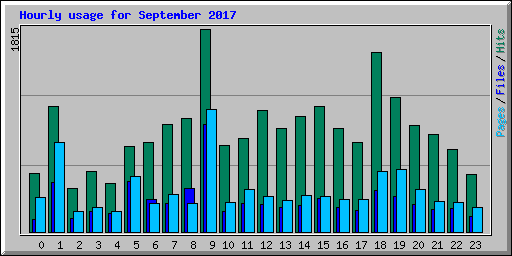 Hourly usage for September 2017
1815
Pages / Files / Hits
0 1 2 3 4 5 6 7 8 9 10 11 12 13 14 15 16 17 18 19 20 21 22 23